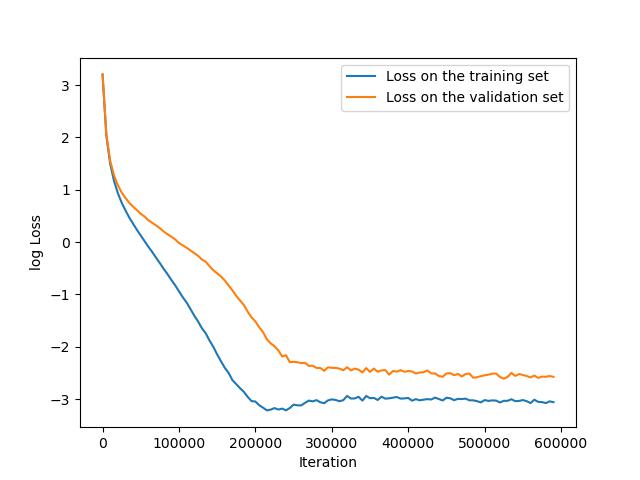 Loss on the training set
Loss on the validation set
log Loss
3
2
1
0
−1
−2
−3
0 100000 200000 300000 400000 500000 600000
Iteration